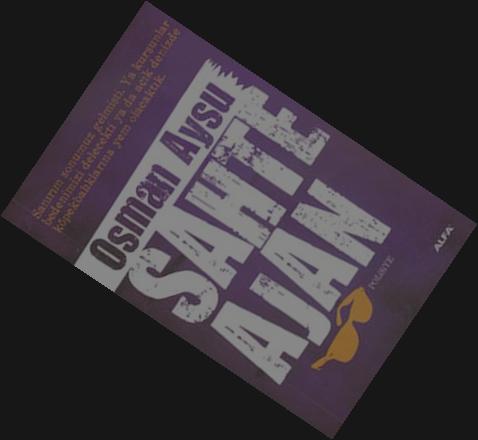 Sanırım sonumuz gelmişti. Ya kurşunlar
bedenimizi delecekti ya da açık denizde
köpekbalıklarına yem olacaktık.
Osman Aysu
SAHTE
AJAN
POLİSİYE
ALFA